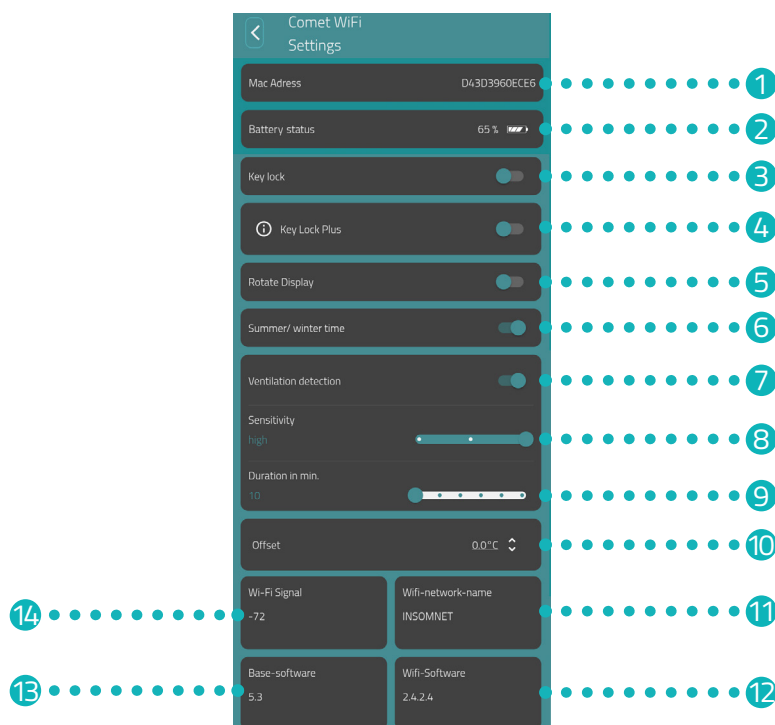 Comet WiFi
Settings
Mac Adress D43D3960ECE6 1
Battery status 65 % 2
Key lock 3
Key Lock Plus 4
Rotate Display 5
Summer/ winter time 6
Ventilation detection 7
Sensitivity
high 8
Duration in min.
10 9
Offset 0.0°C 10
Wi-Fi Signal Wifi-network-name
14 -72 INSOMNET 11
Base-software Wifi-Software
13 5.3 2.4.2.4 12